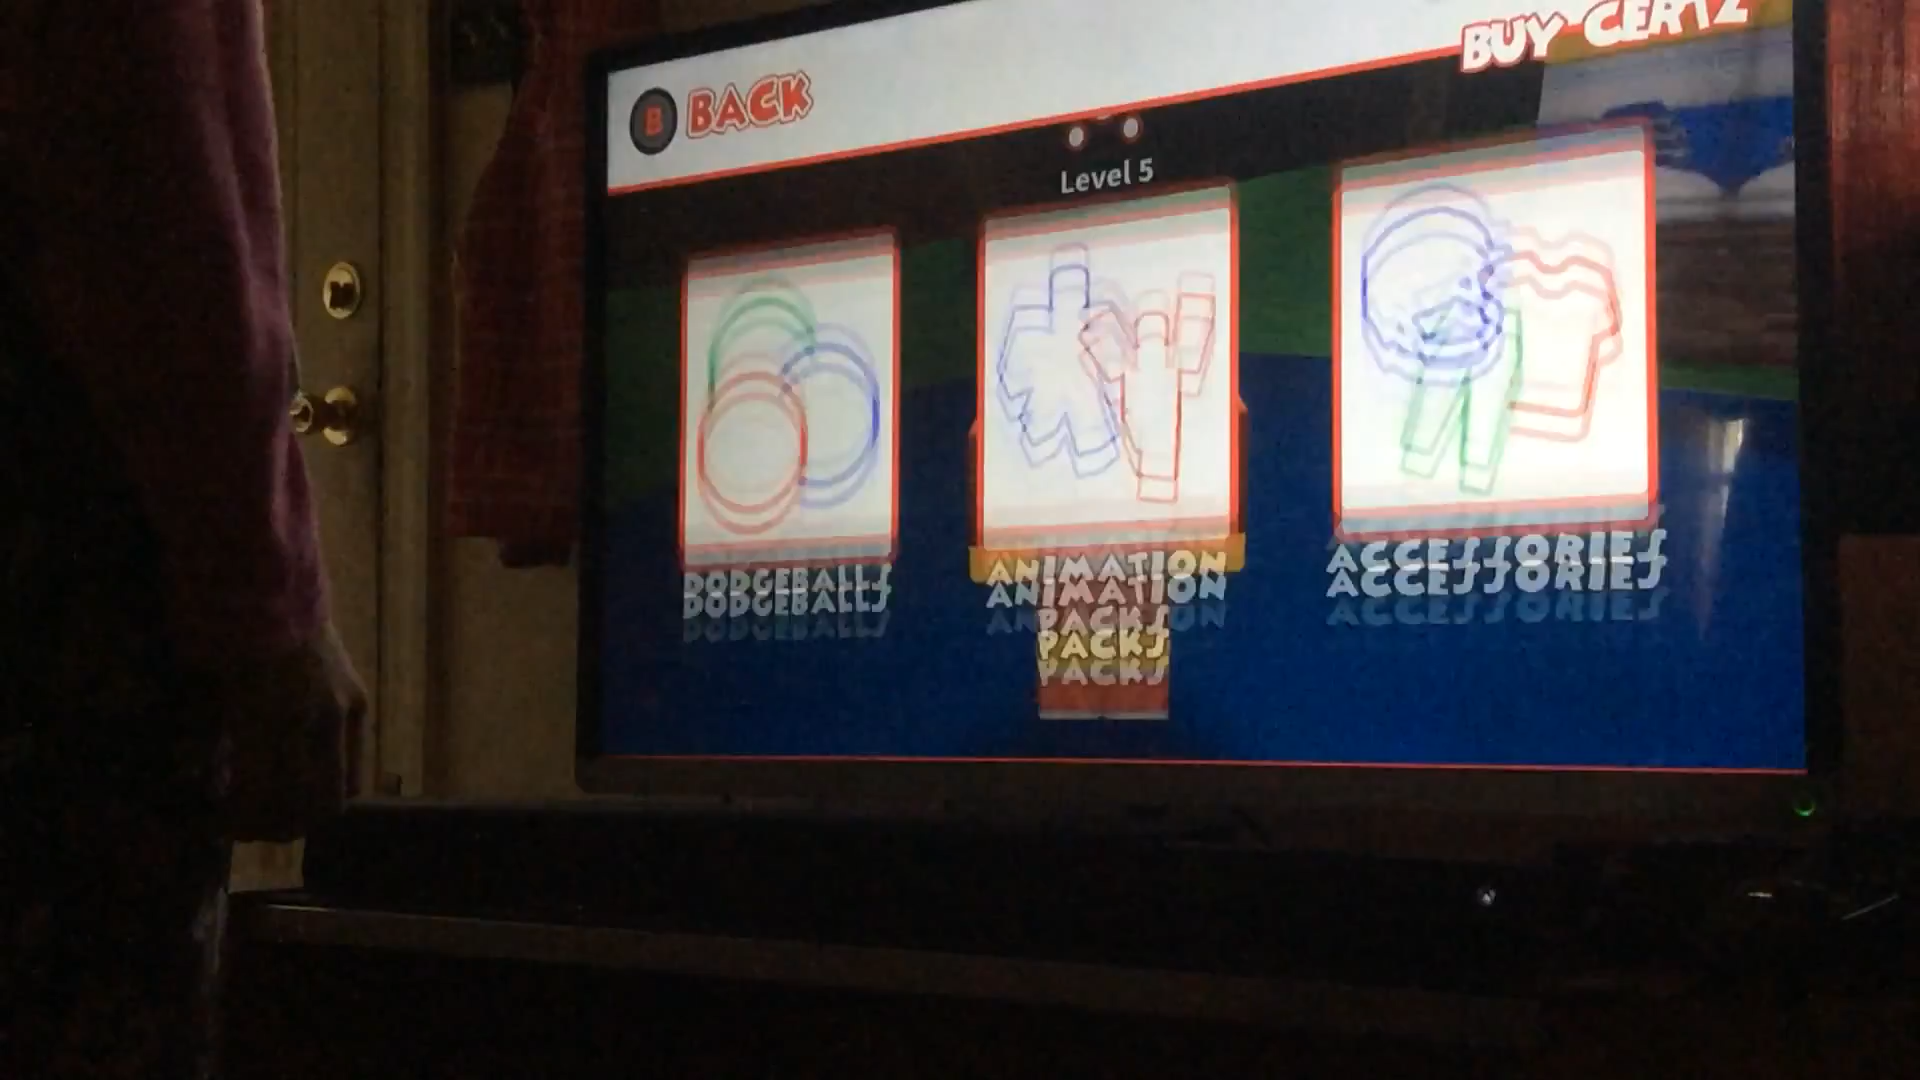 BUY CERTZ
B BACK
Level 5
DODGEBALLS
ANIMATION
PACKS
ACCESSORIES